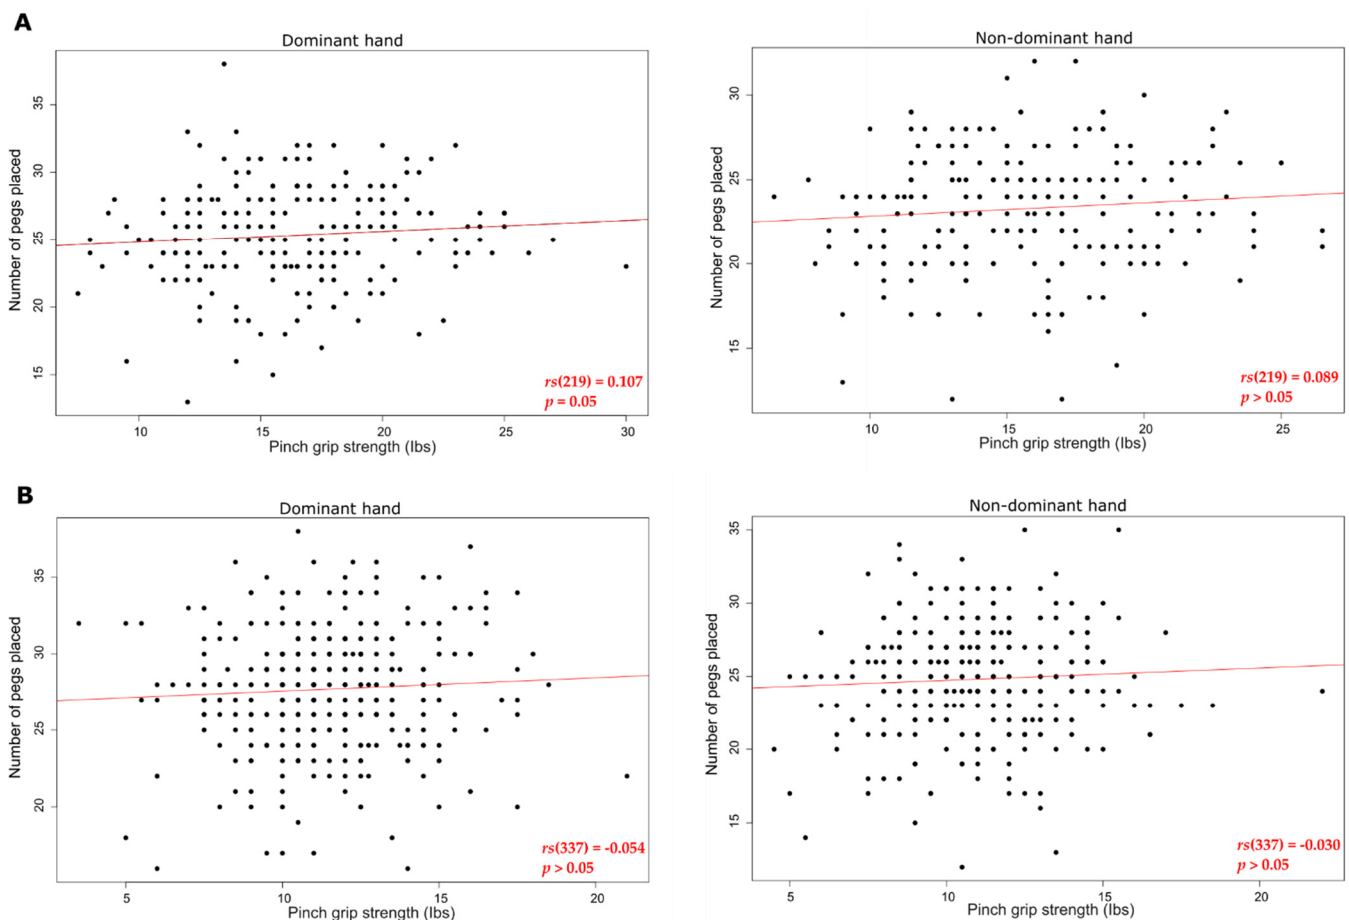 A
Dominant hand
Number of pegs placed
35
30
25
20
15
10
15
20
25
30
Pinch grip strength (lbs)
rs(219) = 0.107
p = 0.05
Non-dominant hand
Number of pegs placed
30
25
20
15
10
15
20
25
Pinch grip strength (lbs)
rs(219) = 0.089
p > 0.05
B
Dominant hand
Number of pegs placed
35
30
25
20
5
10
15
20
Pinch grip strength (lbs)
rs(337) = -0.054
p > 0.05
Non-dominant hand
Number of pegs placed
35
30
25
20
15
5
10
15
20
Pinch grip strength (lbs)
rs(337) = -0.030
p > 0.05